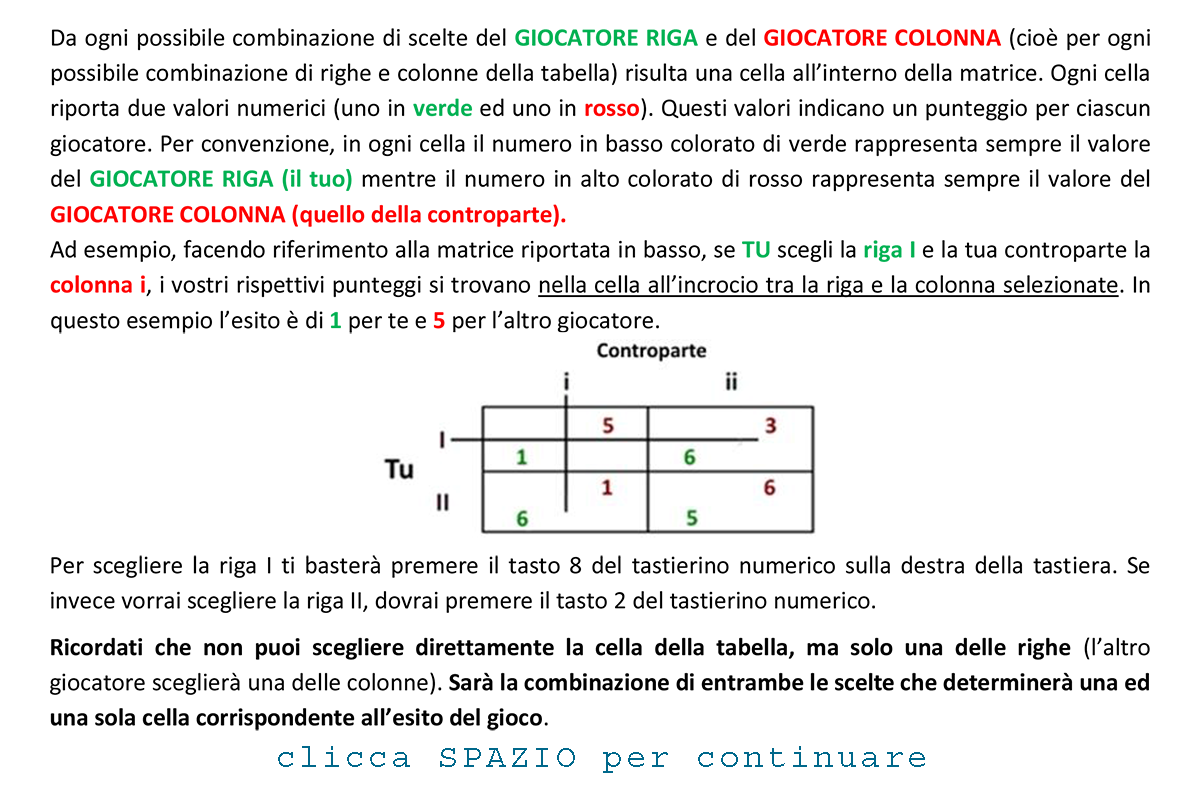 Da ogni possibile combinazione di scelte del GIOCATORE RIGA e del GIOCATORE COLONNA (cioè per ogni
possibile combinazione di righe e colonne della tabella) risulta una cella all’interno della matrice. Ogni cella
riporta due valori numerici (uno in verde ed uno in rosso). Questi valori indicano un punteggio per ciascun
giocatore. Per convenzione, in ogni cella il numero in basso colorato di verde rappresenta sempre il valore
del GIOCATORE RIGA (il tuo) mentre il numero in alto colorato di rosso rappresenta sempre il valore del
GIOCATORE COLONNA (quello della controparte).
Ad esempio, facendo riferimento alla matrice riportata in basso, se TU scegli la riga I e la tua controparte la
colonna i, i vostri rispettivi punteggi si trovano nella cella all’incrocio tra la riga e la colonna selezionate. In
questo esempio l’esito è di 1 per te e 5 per l’altro giocatore.
Controparte
i ii
5 3
I
1 6
Tu
1 6
II
6 5
Per scegliere la riga I ti basterà premere il tasto 8 del tastierino numerico sulla destra della tastiera. Se
invece vorrai scegliere la riga II, dovrai premere il tasto 2 del tastierino numerico.
Ricordati che non puoi scegliere direttamente la cella della tabella, ma solo una delle righe (l’altro
giocatore sceglierà una delle colonne). Sarà la combinazione di entrambe le scelte che determinerà una ed
una sola cella corrispondente all’esito del gioco.
clicca SPAZIO per continuare